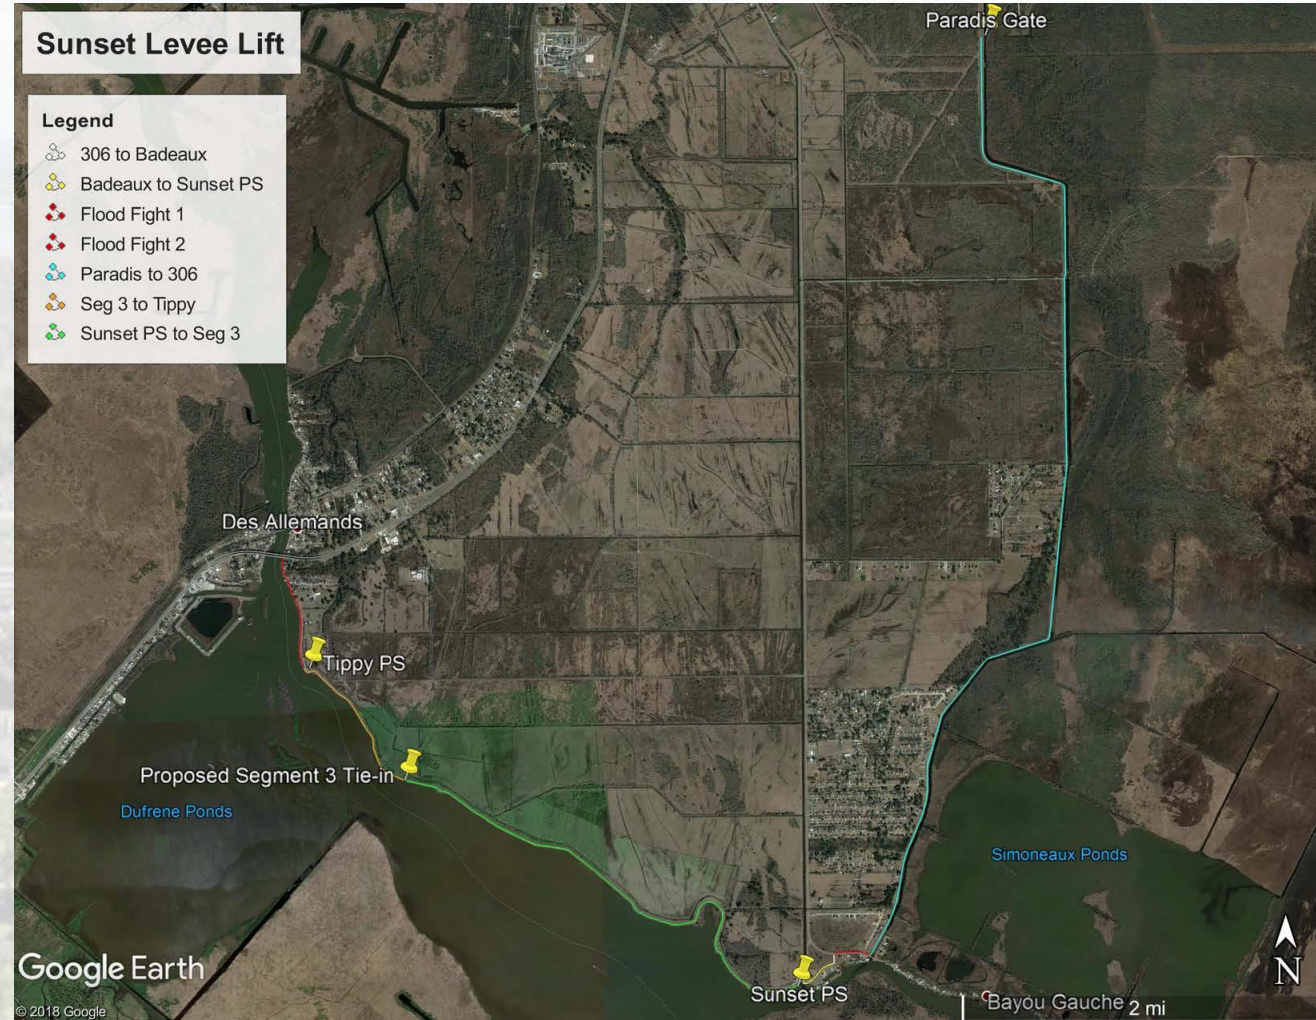 Sunset Levee Lift
Legend
306 to Badeaux
Badeaux to Sunset PS
Flood Fight 1
Flood Fight 2
Paradis to 306
Seg 3 to Tippy
Sunset PS to Seg 3
Paradis Gate
Des Allemands
Tippy PS
Proposed Segment 3 Tie-in
Dufrene Ponds
Simoneaux Ponds
Sunset PS
Bayou Gauche
2 mi
N
Google Earth
© 2018 Google